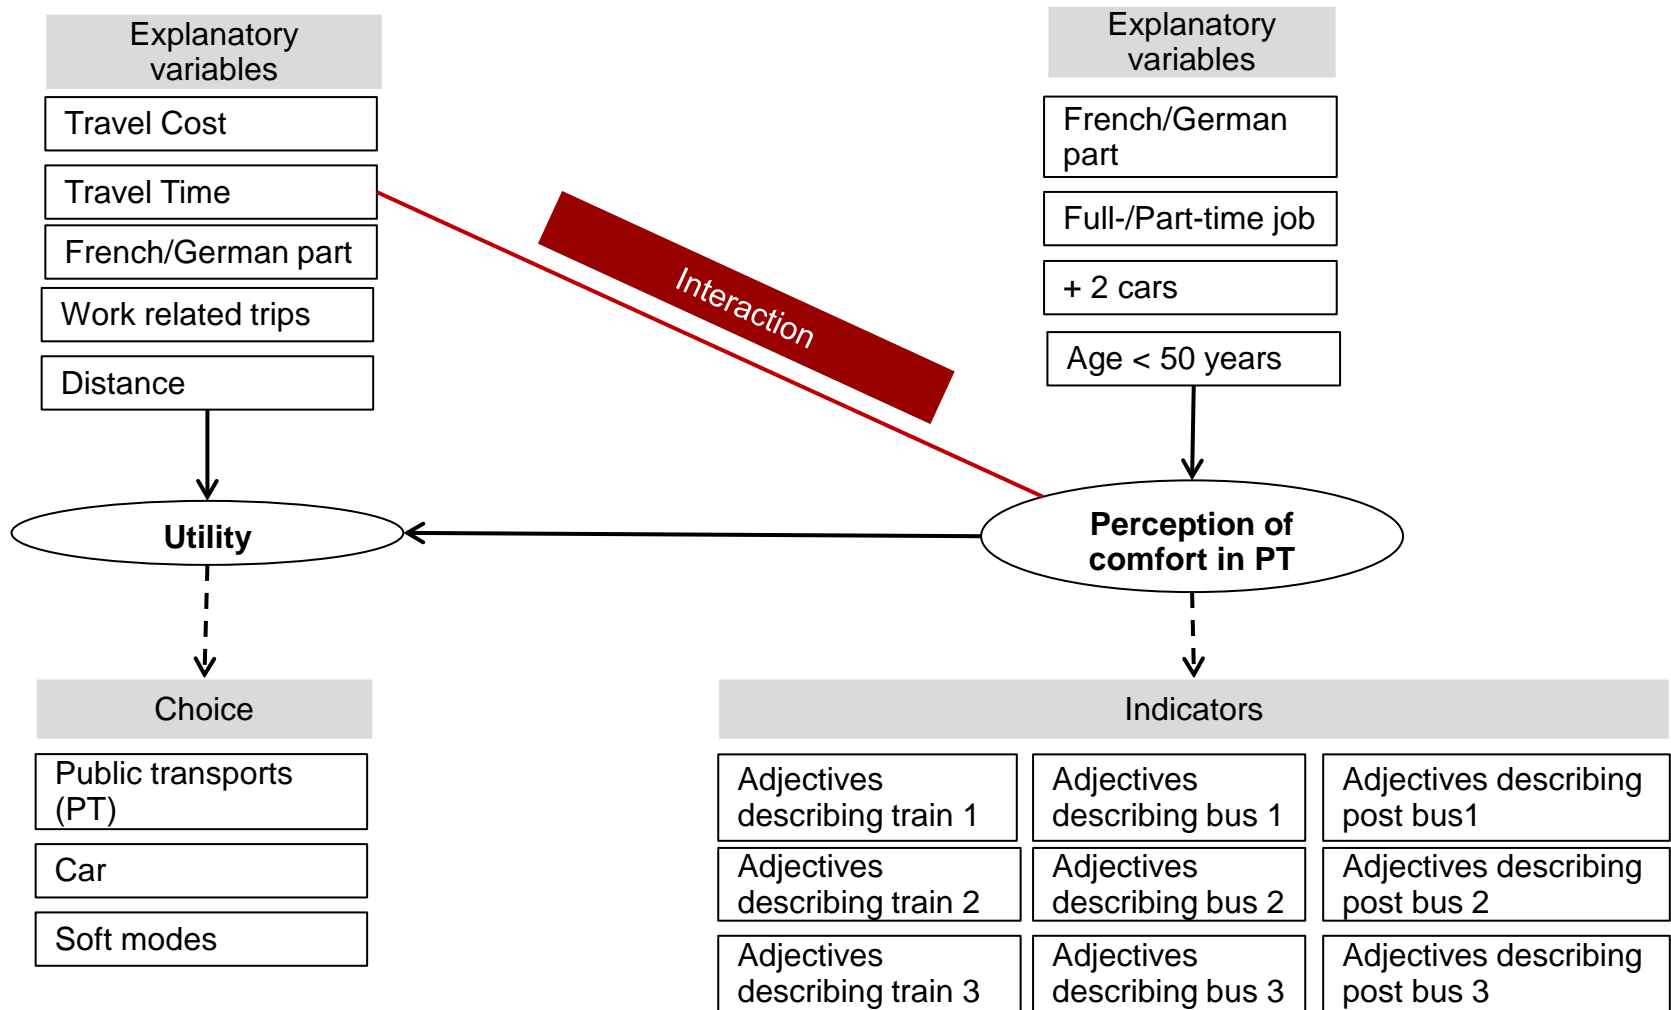 Explanatory
variables
Travel Cost
Travel Time
French/German part
Work related trips
Distance
Utility
Choice
Public transports
(PT)
Car
Soft modes
Interaction
Explanatory
variables
French/German
part
Full-/Part-time job
+ 2 cars
Age < 50 years
Perception of
comfort in PT
Indicators
Adjectives
describing train 1
Adjectives
describing bus 1
Adjectives describing
post bus1
Adjectives
describing train 2
Adjectives
describing bus 2
Adjectives describing
post bus 2
Adjectives
describing train 3
Adjectives
describing bus 3
Adjectives describing
post bus 3